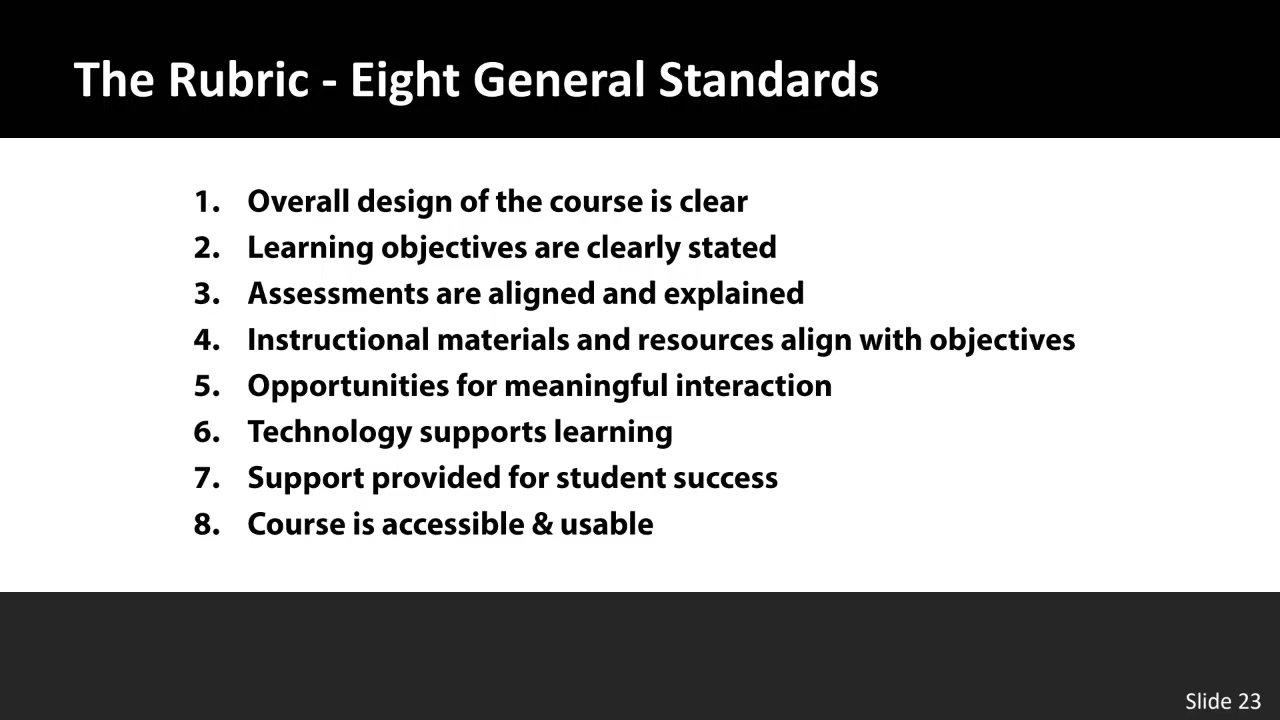 The Rubric - Eight General Standards
1. Overall design of the course is clear
2. Learning objectives are clearly stated
3. Assessments are aligned and explained
4. Instructional materials and resources align with objectives
5. Opportunities for meaningful interaction
6. Technology supports learning
7. Support provided for student success
8. Course is accessible & usable
Slide 23